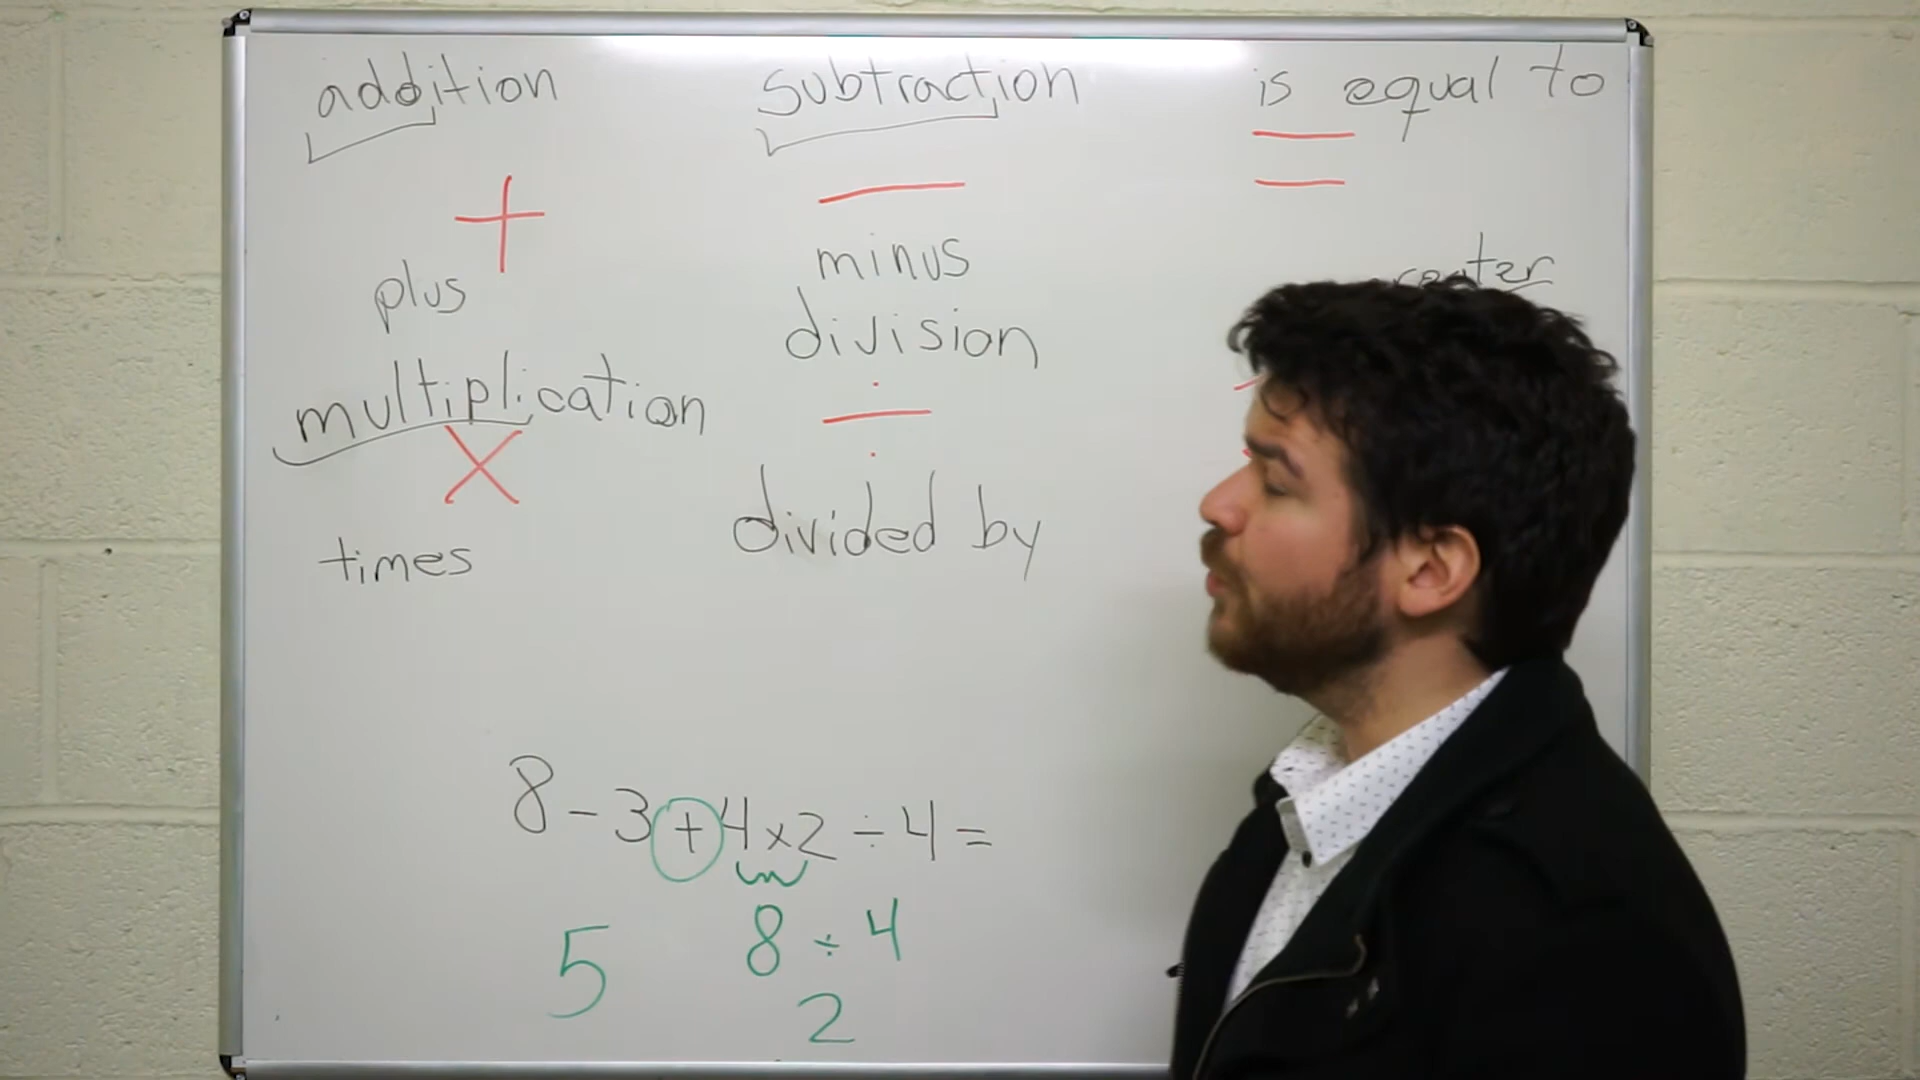 addition
+
plus
multiplication
×
times
subtraction
—
minus
division
÷
divided by
is equal to
=
8 - 3 + 4 × 2 ÷ 4 =
5 8 ÷ 4
2